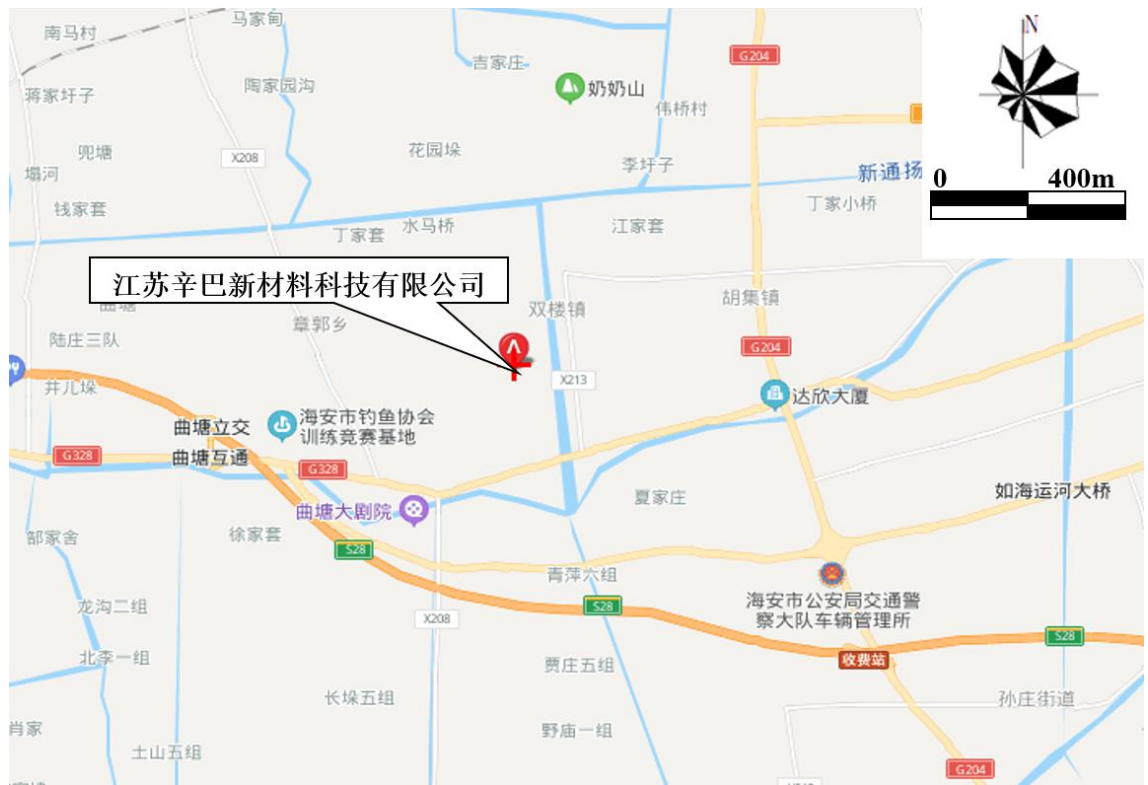 马家甸
南马村
N
G204
吉家庄
陶家园沟
奶奶山
蒋家圩子
伟桥村
兜塘
花园垛
X208
李圩子
塌河
新通扬
0
400m
钱家套
丁家小桥
水马桥
江家套
丁家套
江苏辛巴新材料科技有限公司
胡集镇
双楼镇
章郭乡
陆庄三队
G204
X213
井儿垛
达欣大厦
海安市钓鱼协会
训练竞赛基地
曲塘立交
曲塘互通
G328
G328
如海运河大桥
夏家庄
曲塘大剧院
徐家套
郜家舍
S28
青萍六组
海安市公安局交通警
察大队车辆管理所
龙沟二组
S28
X208
S28
北李一组
收费站
贾庄五组
长垛五组
孙庄街道
肖家
野庙一组
土山五组
G204